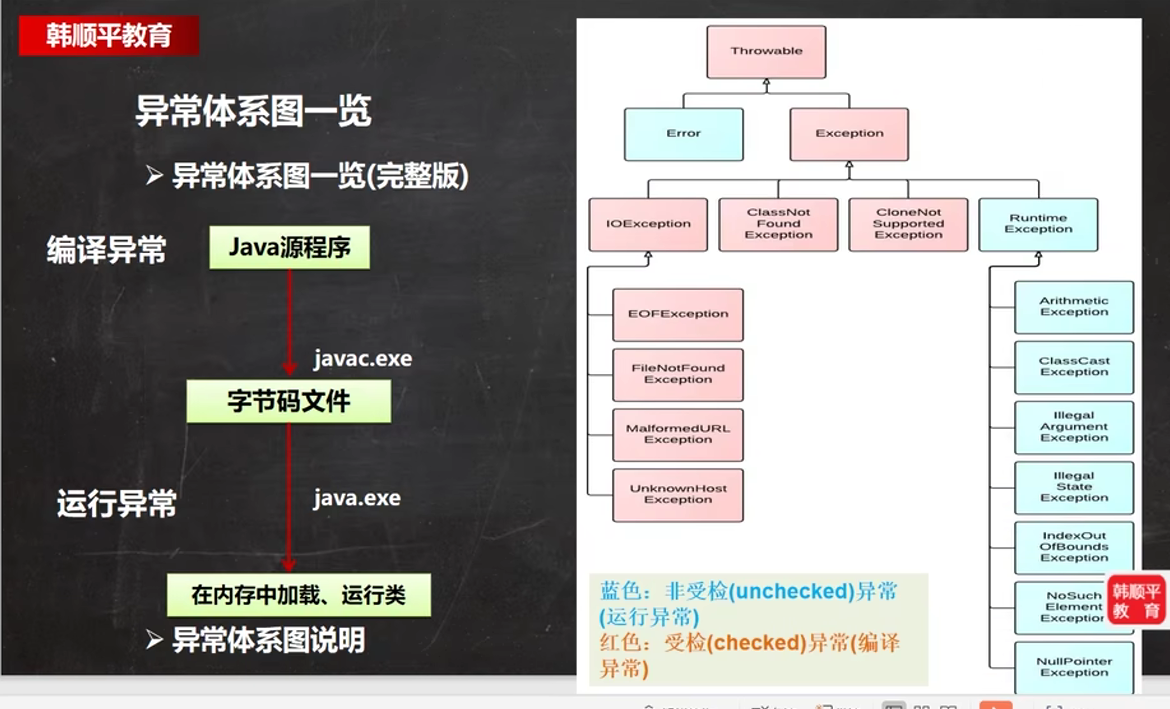 韩顺平教育
异常体系图一览
➢ 异常体系图一览(完整版)
编译异常
Java源程序
javac.exe
字节码文件
运行异常
java.exe
在内存中加载、运行类
➢ 异常体系图说明
Throwable
Error
Exception
IOException
ClassNot
Found
Exception
CloneNot
Supported
Exception
Runtime
Exception
EOFException
FileNotFound
Exception
MalformedURL
Exception
UnknownHost
Exception
Arithmetic
Exception
ClassCast
Exception
Illegal
Argument
Exception
Illegal
State
Exception
IndexOut
OfBounds
Exception
NoSuch
Element
Exception
NullPointer
Exception
蓝色：非受检(unchecked)异常
(运行异常)
红色：受检(checked)异常(编译
异常)
韩顺平
教 育